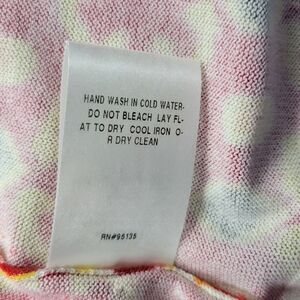 HAND WASH IN COLD WATER-
DO NOT BLEACH LAY FL-
AT TO DRY COOL IRON O-
R DRY CLEAN
RN#95135